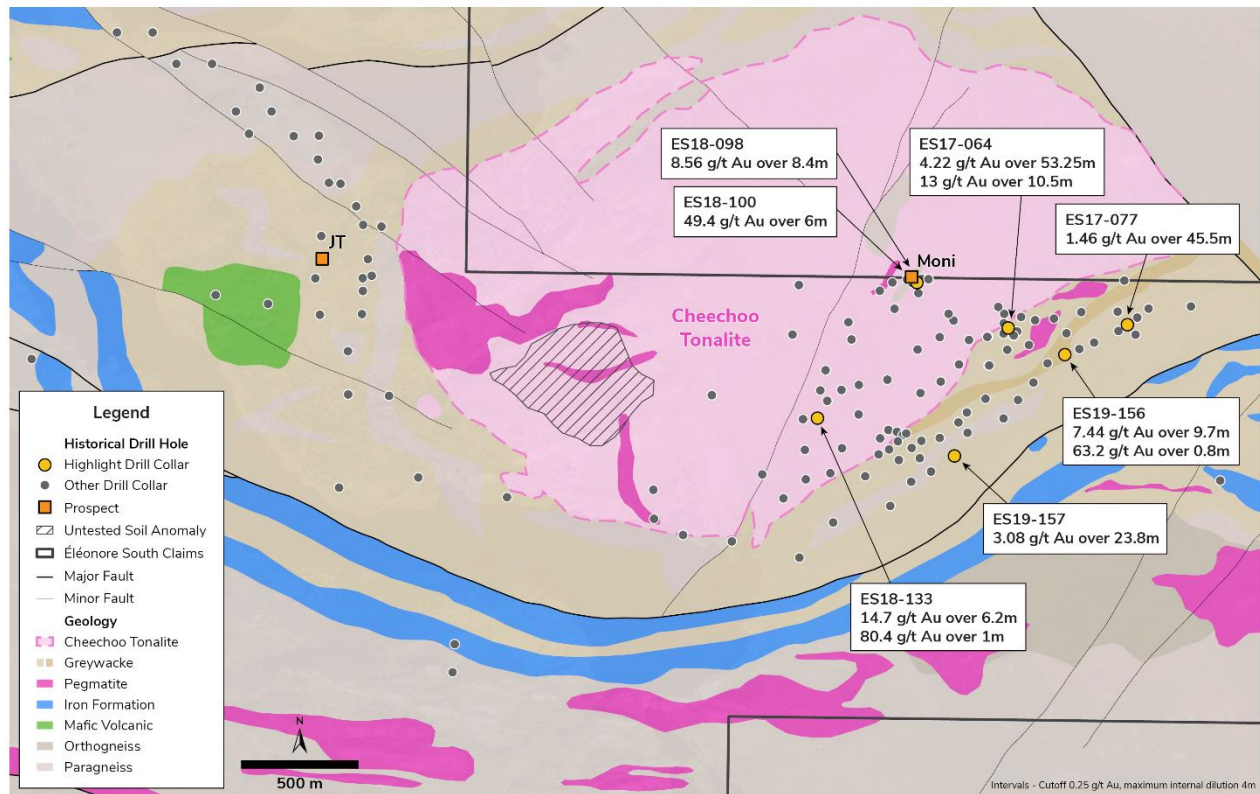 ES18-098
8.56 g/t Au over 8.4m
ES17-064
4.22 g/t Au over 53.25m
13 g/t Au over 10.5m
ES18-100
49.4 g/t Au over 6m
ES17-077
1.46 g/t Au over 45.5m
JT
Moni
Cheechoo
Tonalite
ES19-156
7.44 g/t Au over 9.7m
63.2 g/t Au over 0.8m
ES19-157
3.08 g/t Au over 23.8m
ES18-133
14.7 g/t Au over 6.2m
80.4 g/t Au over 1m
Legend
Historical Drill Hole
Highlight Drill Collar
Other Drill Collar
Prospect
Untested Soil Anomaly
Éléonore South Claims
Major Fault
Minor Fault
Geology
Cheechoo Tonalite
Greywacke
Pegmatite
Iron Formation
Mafic Volcanic
Orthogneiss
Paragneiss
N
500 m
Intervals - Cutoff 0.25 g/t Au, maximum internal dilution 4m